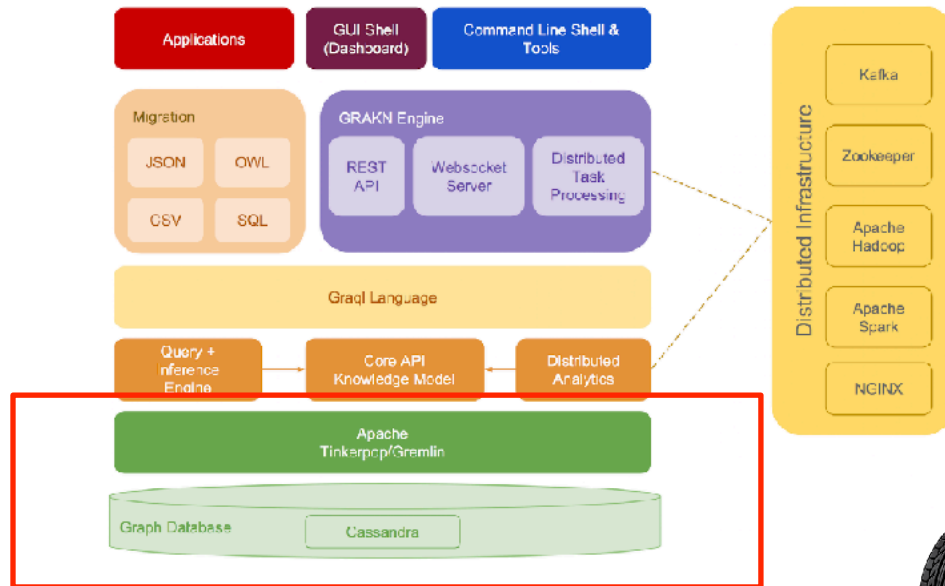 Applications
GUI Shell
(Dashboard)
Command Line Shell &
Tools
Migration
JSON
OWL
CSV
SQL
GRAKN Engine
REST
API
Websocket
Server
Distributed
Task
Processing
Graql Language
Query +
Inference
Engine
Core API
Knowledge Model
Distributed
Analytics
Apache
Tinkerpop/Gremlin
Graph Database
Cassandra
Distributed Infrastructure
Kafka
Zookeeper
Apache
Hadoop
Apache
Spark
NGINX